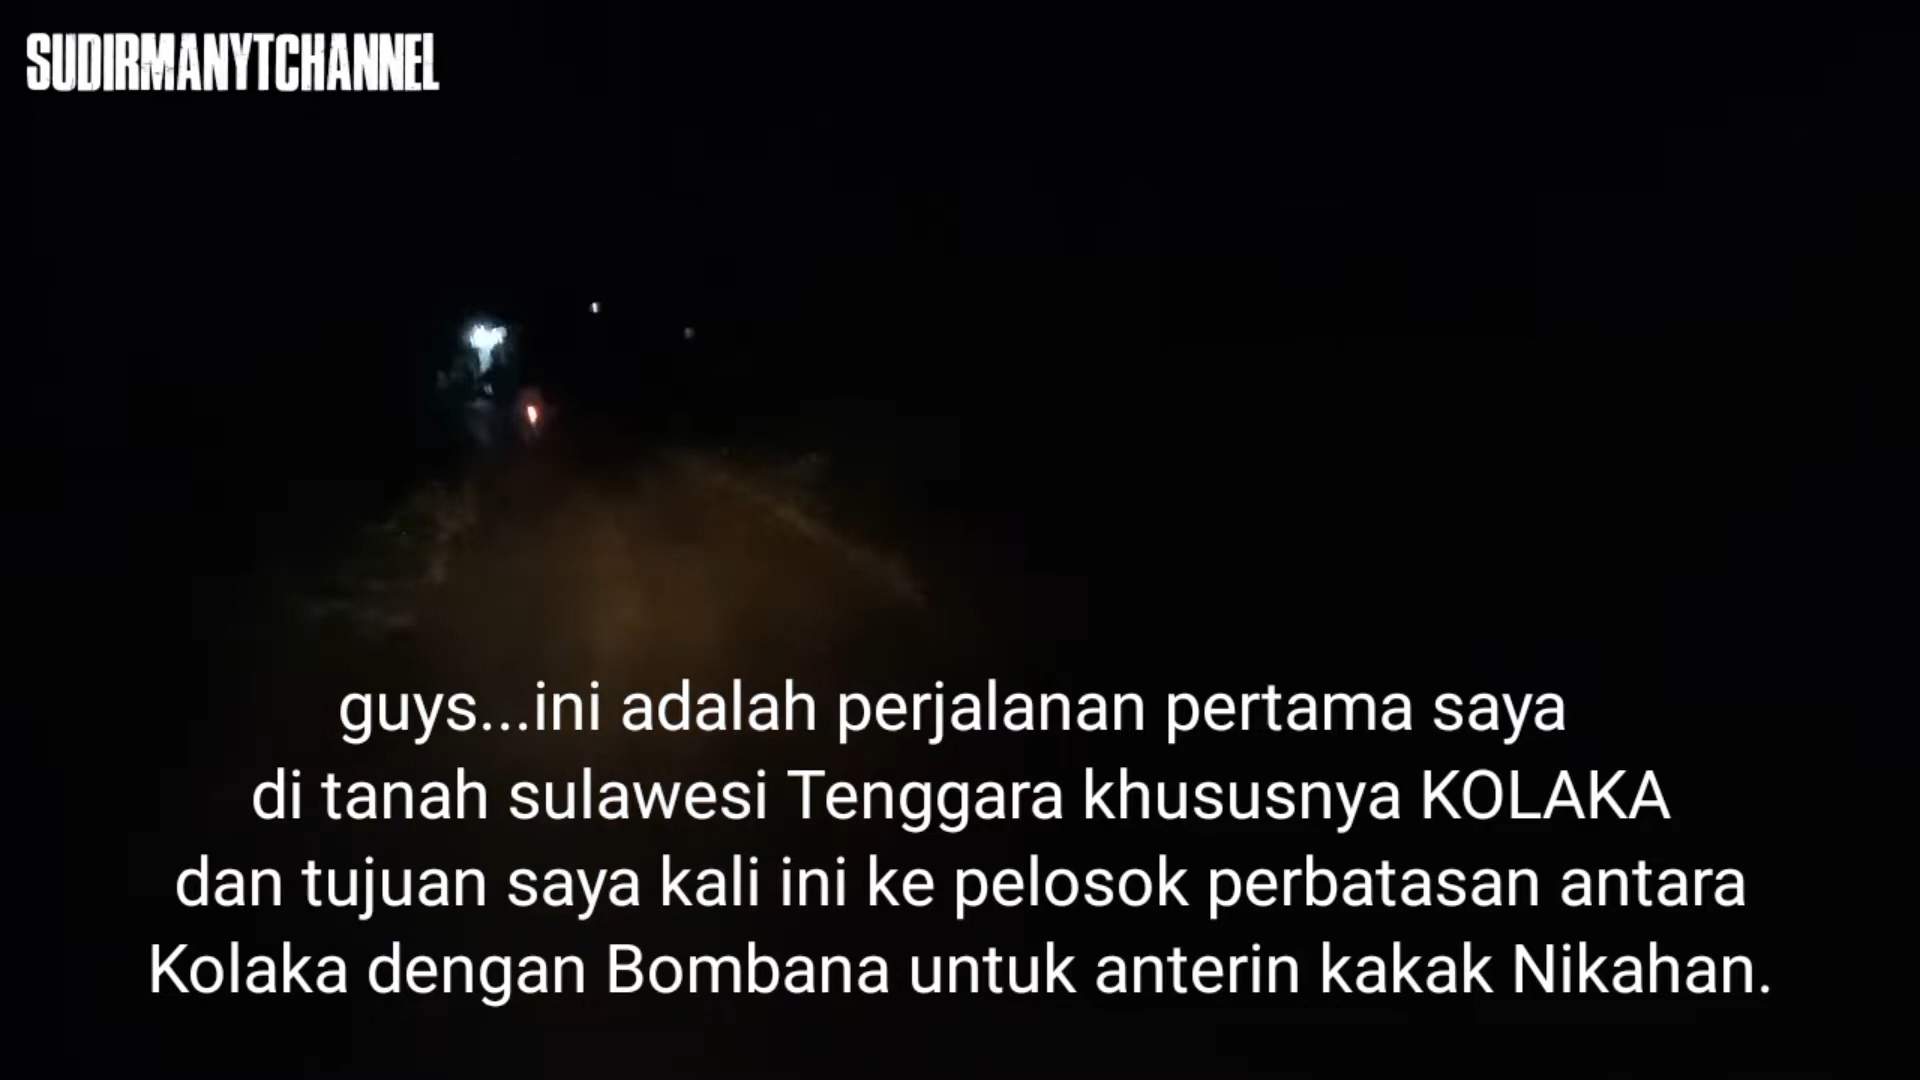 SUDIRMANYTCHANNEL
guys...ini adalah perjalanan pertama saya
di tanah sulawesi Tenggara khususnya KOLAKA
dan tujuan saya kali ini ke pelosok perbatasan antara
Kolaka dengan Bombana untuk anterin kakak Nikahan.